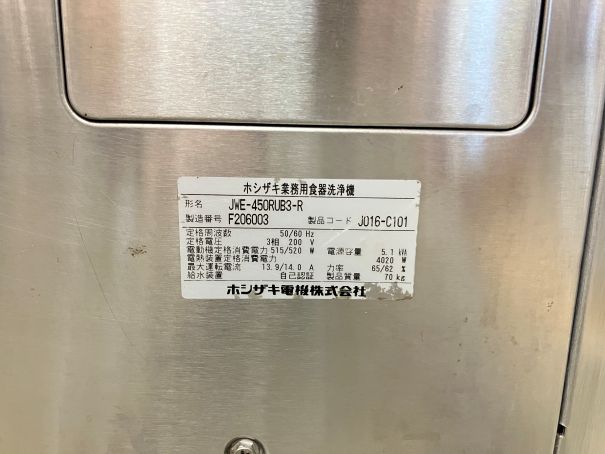 ホシザキ業務用食器洗浄機
形名 JWE-450RUB3-R
製造番号 F206003 製品コード J016-C101
定格周波数 50/60 Hz
定格電圧 3相 200 V
電動機定格消費電力 515/520 W 電源容量 5.1 kVA
電熱装置定格消費電力 4020 W
最大運転電流 13.9/14.0 A 力率 65/62 %
給水装置 自己認証 製品質量 70 kg
ホシザキ電機株式会社